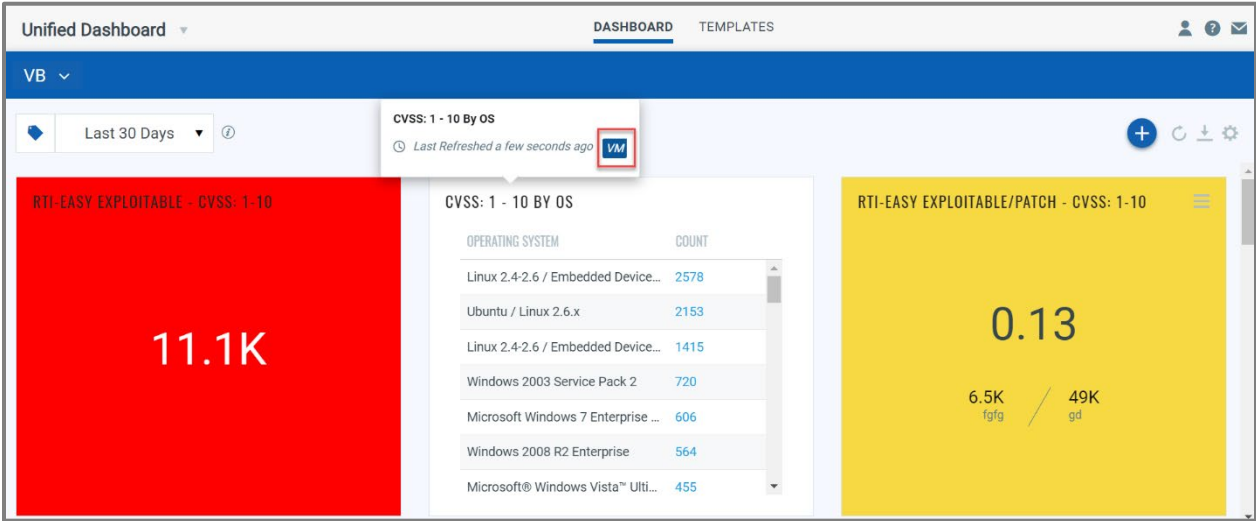 Unified Dashboard
DASHBOARD TEMPLATES
VB
Last 30 Days
CVSS: 1 - 10 By OS
Last Refreshed a few seconds ago VM
RTI-EASY EXPLOITABLE - CVSS: 1-10
11.1K
CVSS: 1 - 10 BY OS
OPERATING SYSTEM COUNT
Linux 2.4-2.6 / Embedded Device... 2578
Ubuntu / Linux 2.6.x 2153
Linux 2.4-2.6 / Embedded Device... 1415
Windows 2003 Service Pack 2 720
Microsoft Windows 7 Enterprise ... 606
Windows 2008 R2 Enterprise 564
Microsoft® Windows Vista™ Ulti... 455
RTI-EASY EXPLOITABLE/PATCH - CVSS: 1-10
0.13
6.5K / 49K
fgfg gd